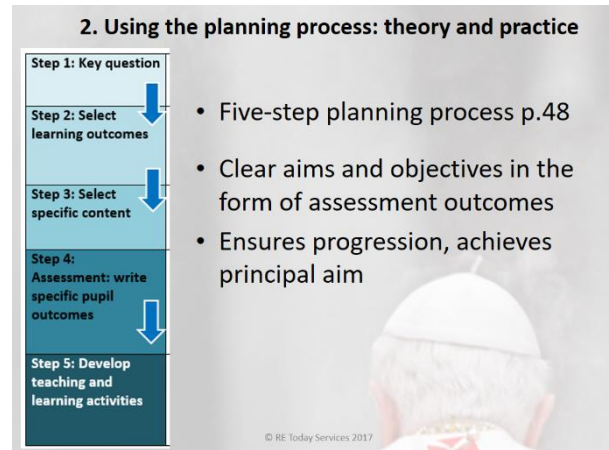 2. Using the planning process: theory and practice
Step 1: Key question
Step 2: Select
learning outcomes
Step 3: Select
specific content
Step 4:
Assessment: write
specific pupil
outcomes
Step 5: Develop
teaching and
learning activities
• Five-step planning process p.48
• Clear aims and objectives in the
form of assessment outcomes
• Ensures progression, achieves
principal aim
© RE Today Services 2017